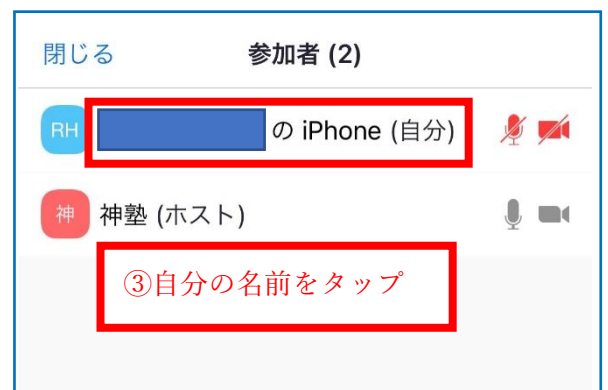 閉じる 参加者 (2)
RH の iPhone (自分)
神 神塾 (ホスト)
③自分の名前をタップ